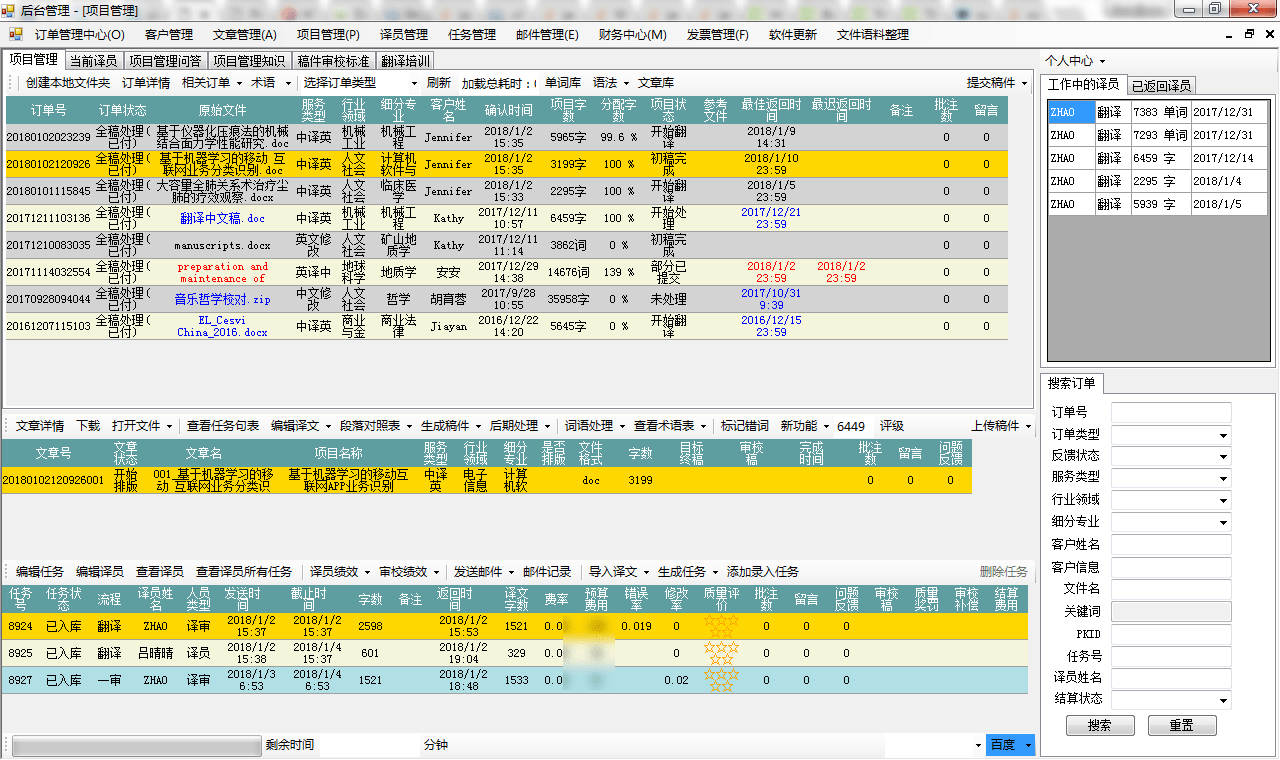 后台管理 - [项目管理]
订单管理中心(O) 客户管理 文章管理(A) 项目管理(P) 译员管理 任务管理 邮件管理(E) 财务中心(M) 发票管理(F) 软件更新 文件语料整理
项目管理 当前译员 项目管理问答 项目管理知识 稿件审校标准 翻译培训
创建本地文件夹 订单详情 相关订单 术语 选择订单类型 刷新 加载总耗时：( 单词库 语法 文章库 提交稿件
订单号 订单状态 原始文件 服务类型 行业领域 细分专业 客户姓名 确认时间 项目字数 分配字数 项目状态 参考文件 最佳返回时间 最迟返回时间 备注 批注数 留言
20180102023239 全稿处理(已付) 基于仪器化压痕法的机械结合面力学性能研究.doc 中译英 机械工业 机械工程 Jennifer 2018/1/2 15:35 5965字 99.6 % 开始翻译 2018/1/9 14:31 0 0
20180102120926 全稿处理(已付) 基于机器学习的移动_互联网业务分类识别.doc 中译英 人文社会 计算机软件与 Jennifer 2018/1/2 15:35 3199字 100 % 初稿完成 2018/1/10 23:59 0 0
20180101115845 全稿处理(已付) 大容量全肺关系术治疗尘肺的疗效观察.docx 中译英 人文社会 临床医学 Jennifer 2018/1/2 15:33 2295字 100 % 开始翻译 2018/1/5 23:59 0 0
20171211103136 全稿处理(已付) 翻译中文稿.doc 中译英 机械工业 机械工程 Kathy 2017/12/11 10:57 6459字 100 % 开始处理 2017/12/21 23:59 0 0
20171210083035 全稿处理(已付) manuscripts.docx 英文修改 人文社会 矿山地质学 Kathy 2017/12/11 11:14 3862词 0 % 初稿完成 0 0
20171114032554 全稿处理(已付) preparation and maintenance of 英译中 地球科学 地质学 安安 2017/12/29 14:38 14676词 139 % 部分已提交 2018/1/2 23:59 2018/1/2 23:59 0 0
20170928094044 全稿处理(已付) 音乐哲学校对.zip 中文修改 人文社会 哲学 胡育蓉 2017/9/28 10:55 35958字 0 % 未处理 2017/10/31 9:39 0 0
20161207115103 全稿处理(已付) EL_Cesvi China_2016.docx 中译英 商业与金 商业法律 Jiayan 2016/12/22 14:20 5645字 0 % 开始翻译 2016/12/15 23:59 0 0
文章详情 下载 打开文件 查看任务句表 编辑译文 段落对照表 生成稿件 后期处理 词语处理 查看术语表 标记错词 新功能 6449 评级 上传稿件
文章号 文章状态 文章名 项目名称 服务类型 行业领域 细分专业 是否排版 文件格式 字数 目标终稿 审校稿 完成时间 批注数 留言 问题反馈
20180102120926001 开始排版 001_基于机器学习的移动_互联网业务分类识 基于机器学习的移动互联网APP业务识别 中译英 电子信息 计算机软 doc 3199 0 0 0
编辑任务 编辑译员 查看译员 查看译员所有任务 译员绩效 审校绩效 发送邮件 邮件记录 导入译文 生成任务 添加录入任务 删除任务
任务号 任务状态 流程 译员姓名 人员类型 发送时间 截止时间 字数 备注 返回时间 译文字数 费率 预算费用 错误率 修改率 质量评价 批注数 留言 问题反馈 审校稿 质量奖罚 审校补偿 结算费用
8924 已入库 翻译 ZHAO 译审 2018/1/2 15:37 2018/1/2 15:37 2598 2018/1/2 15:53 1521 0.0 0.019 0 ☆☆☆☆☆ 0 0 0
8925 已入库 翻译 吕晴晴 译员 2018/1/2 15:38 2018/1/4 15:37 601 2018/1/2 19:04 329 0.0 0 ☆☆☆☆☆ 0 0 0
8926 已入库 一审 ZHAO 译审 2018/1/3 6:53 2018/1/4 6:53 1521 2018/1/2 18:48 1533 0.0 0.02 ☆☆☆☆☆ 0 0 0
剩余时间 分钟 百度
个人中心
工作中的译员 已返回译员
ZHAO 翻译 7383 单词 2017/12/31
ZHAO 翻译 7293 单词 2017/12/31
ZHAO 翻译 6459 字 2017/12/14
ZHAO 翻译 2295 字 2018/1/4
ZHAO 翻译 5939 字 2018/1/5
搜索订单
订单号
订单类型
反馈状态
服务类型
行业领域
细分专业
客户姓名
客户信息
文件名
关键词
PKID
任务号
译员姓名
结算状态
搜索 重置